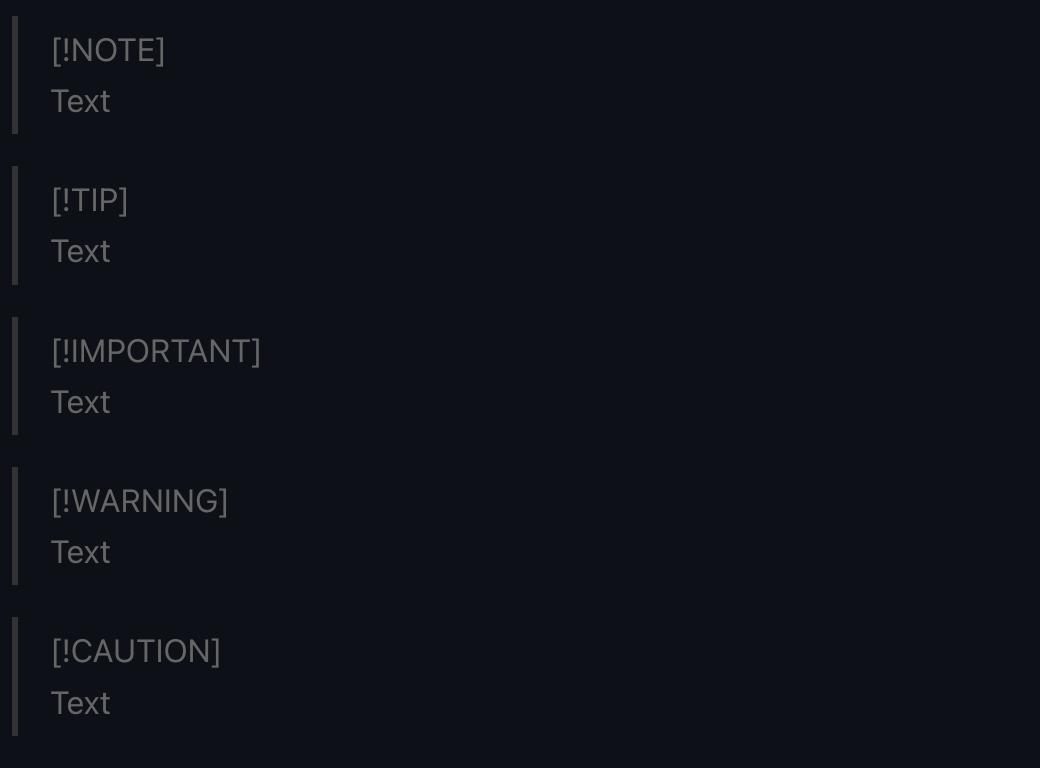 [!NOTE]
Text
[!TIP]
Text
[!IMPORTANT]
Text
[!WARNING]
Text
[!CAUTION]
Text